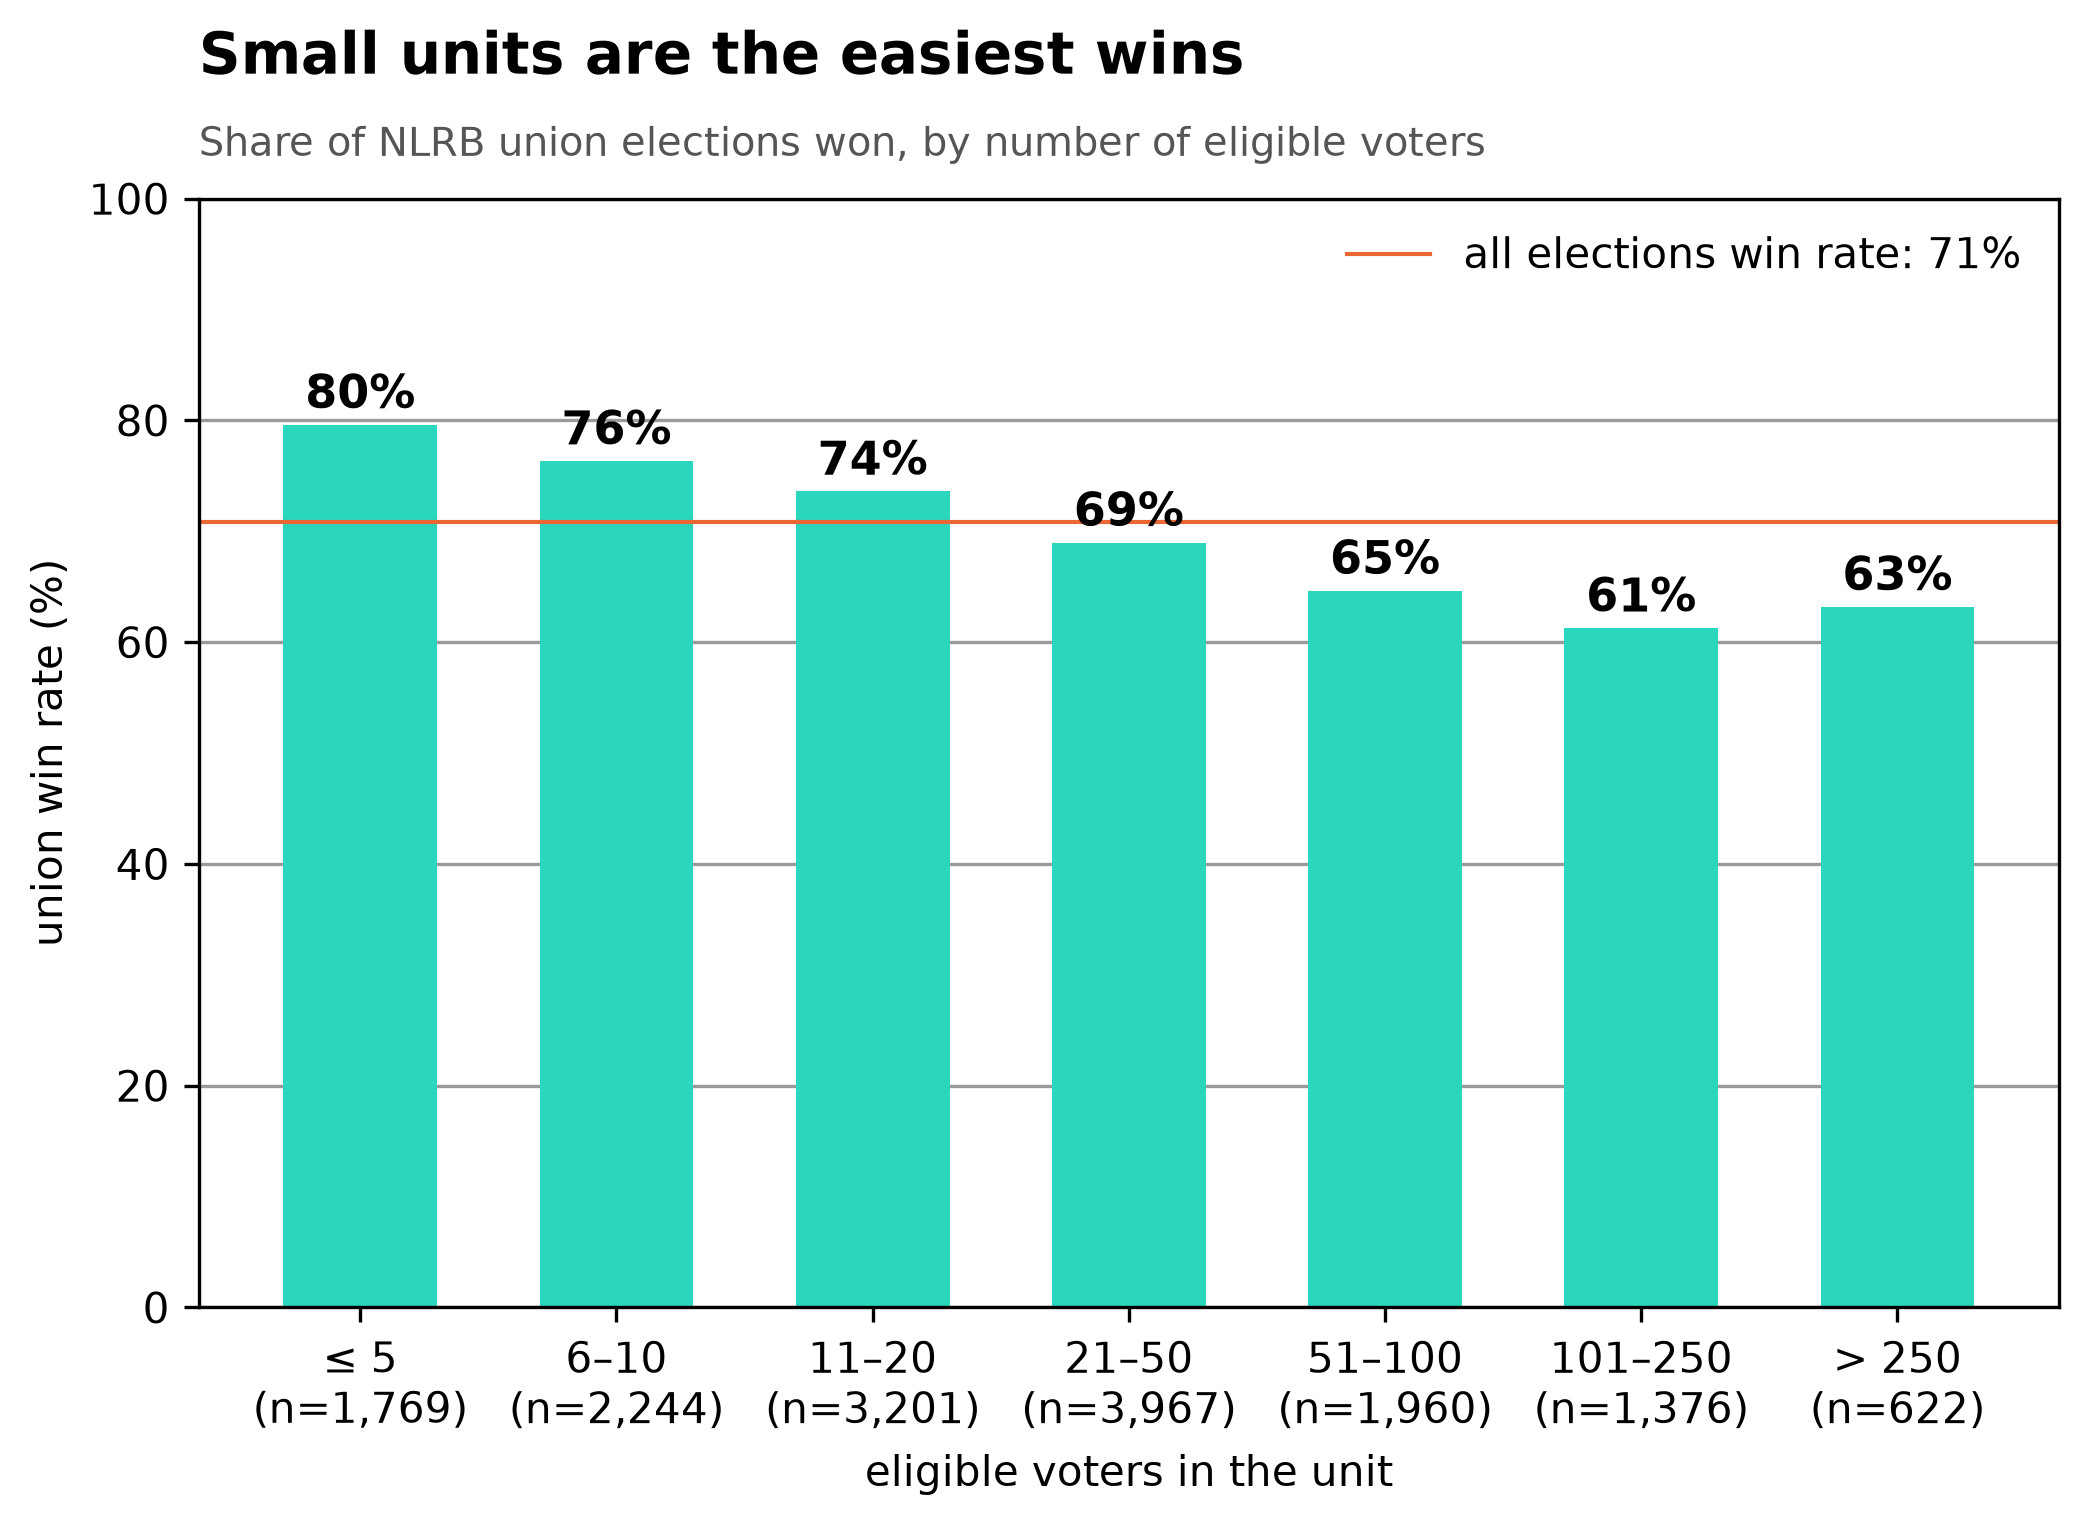 Small units are the easiest wins
Share of NLRB union elections won, by number of eligible voters
all elections win rate: 71%
union win rate (%)
100
80
60
40
20
0
80%
76%
74%
69%
65%
61%
63%
≤ 5
(n=1,769)
6–10
(n=2,244)
11–20
(n=3,201)
21–50
(n=3,967)
51–100
(n=1,960)
101–250
(n=1,376)
> 250
(n=622)
eligible voters in the unit